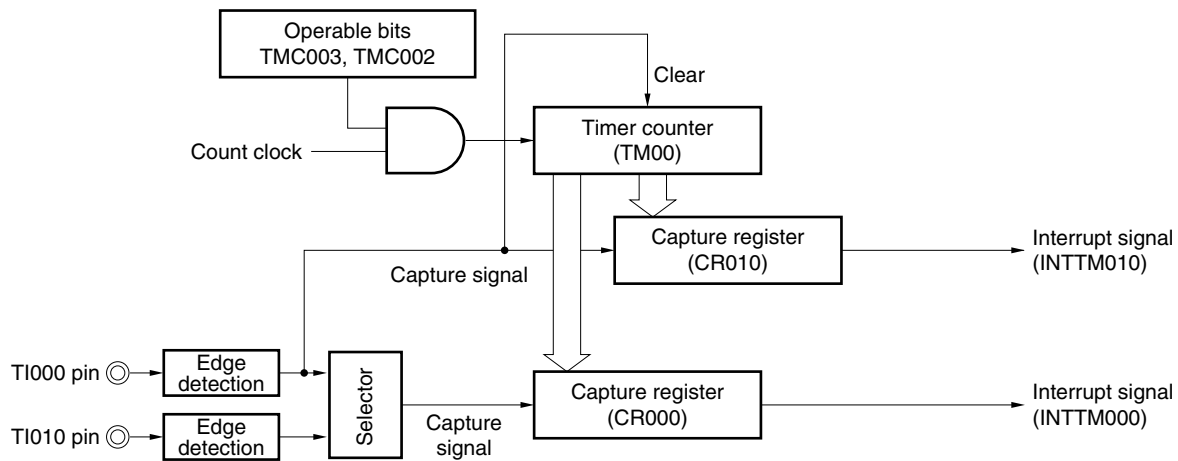 Operable bits
TMC003, TMC002
Clear
Timer counter
(TM00)
Count clock
Capture register
(CR010)
Interrupt signal
(INTTM010)
Capture signal
TI000 pin
Edge
detection
Selector
Capture register
(CR000)
Interrupt signal
(INTTM000)
TI010 pin
Edge
detection
Capture
signal